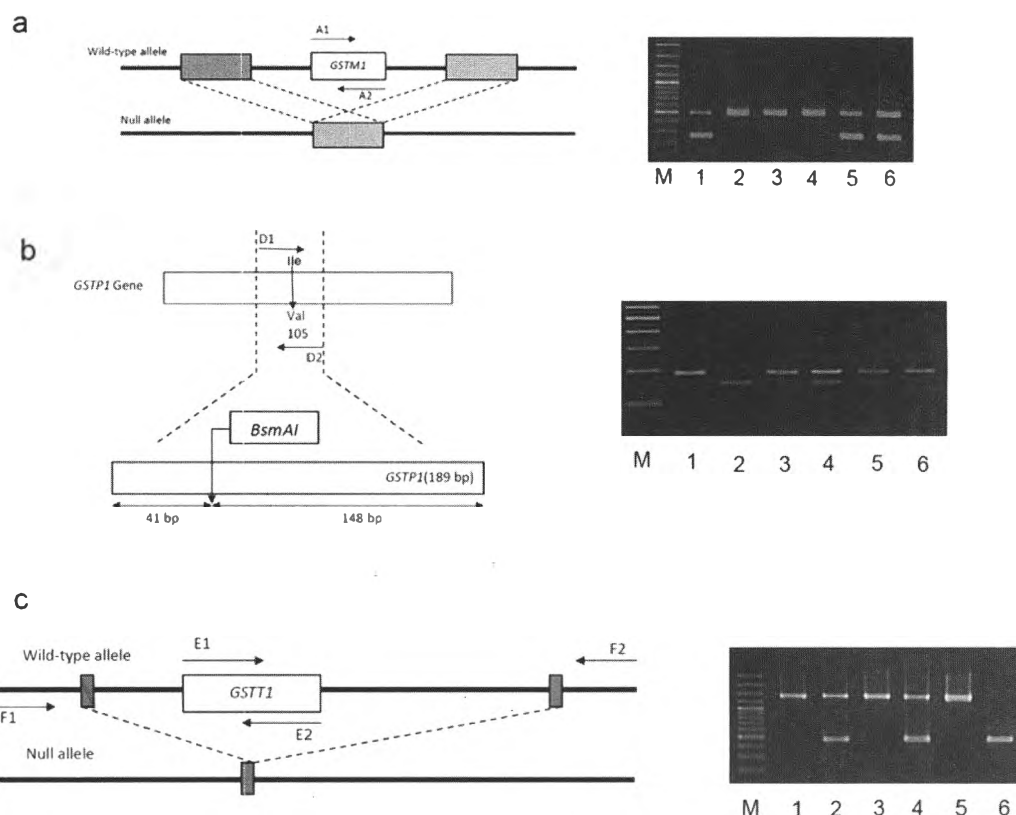 a
A1
Wild-type allele
GSTM1
A2
Null allele
M 1 2 3 4 5 6
b
D1
Ile
GSTP1 Gene
Val
105
D2
BsmAI
GSTP1(189 bp)
41 bp 148 bp
M 1 2 3 4 5 6
c
E1
Wild-type allele
F2
GSTT1
F1
E2
Null allele
M 1 2 3 4 5 6